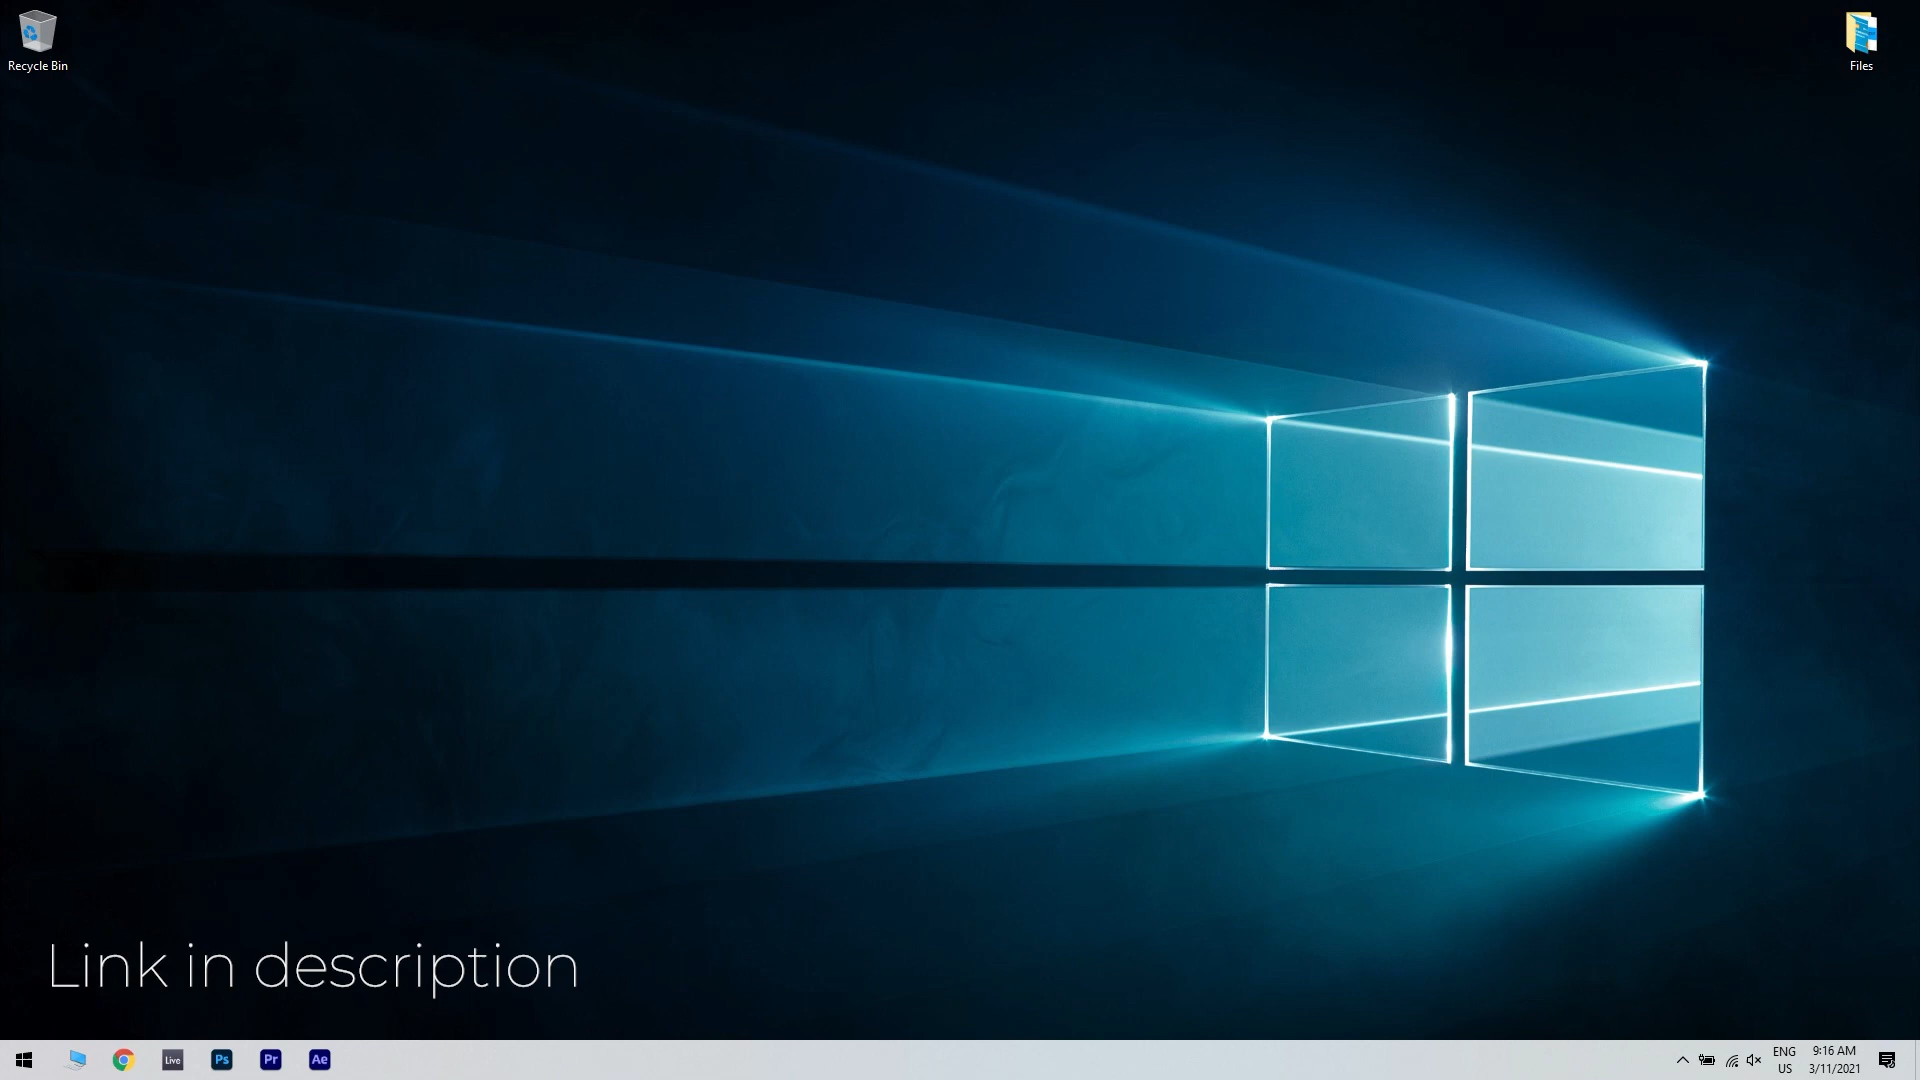 Recycle Bin
Files
Link in description
Live
Ps
Pr
Ae
ENG
US
9:16 AM
3/11/2021